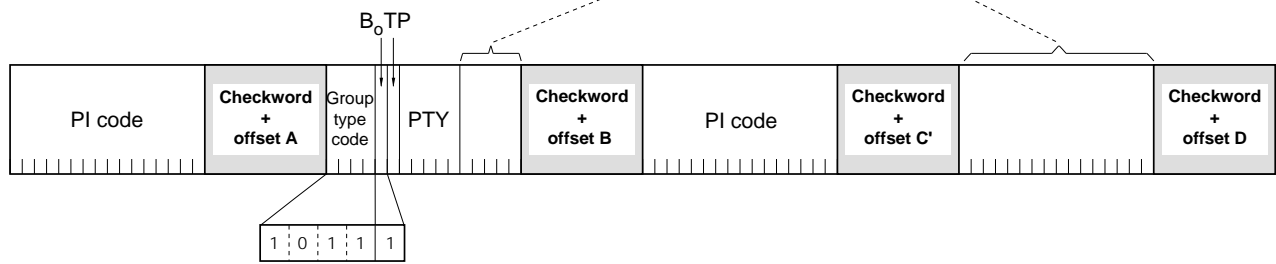 BoTP
PI code
Checkword
+
offset A
Group
type
code
PTY
Checkword
+
offset B
PI code
Checkword
+
offset C'
Checkword
+
offset D
1 0 1 1 1